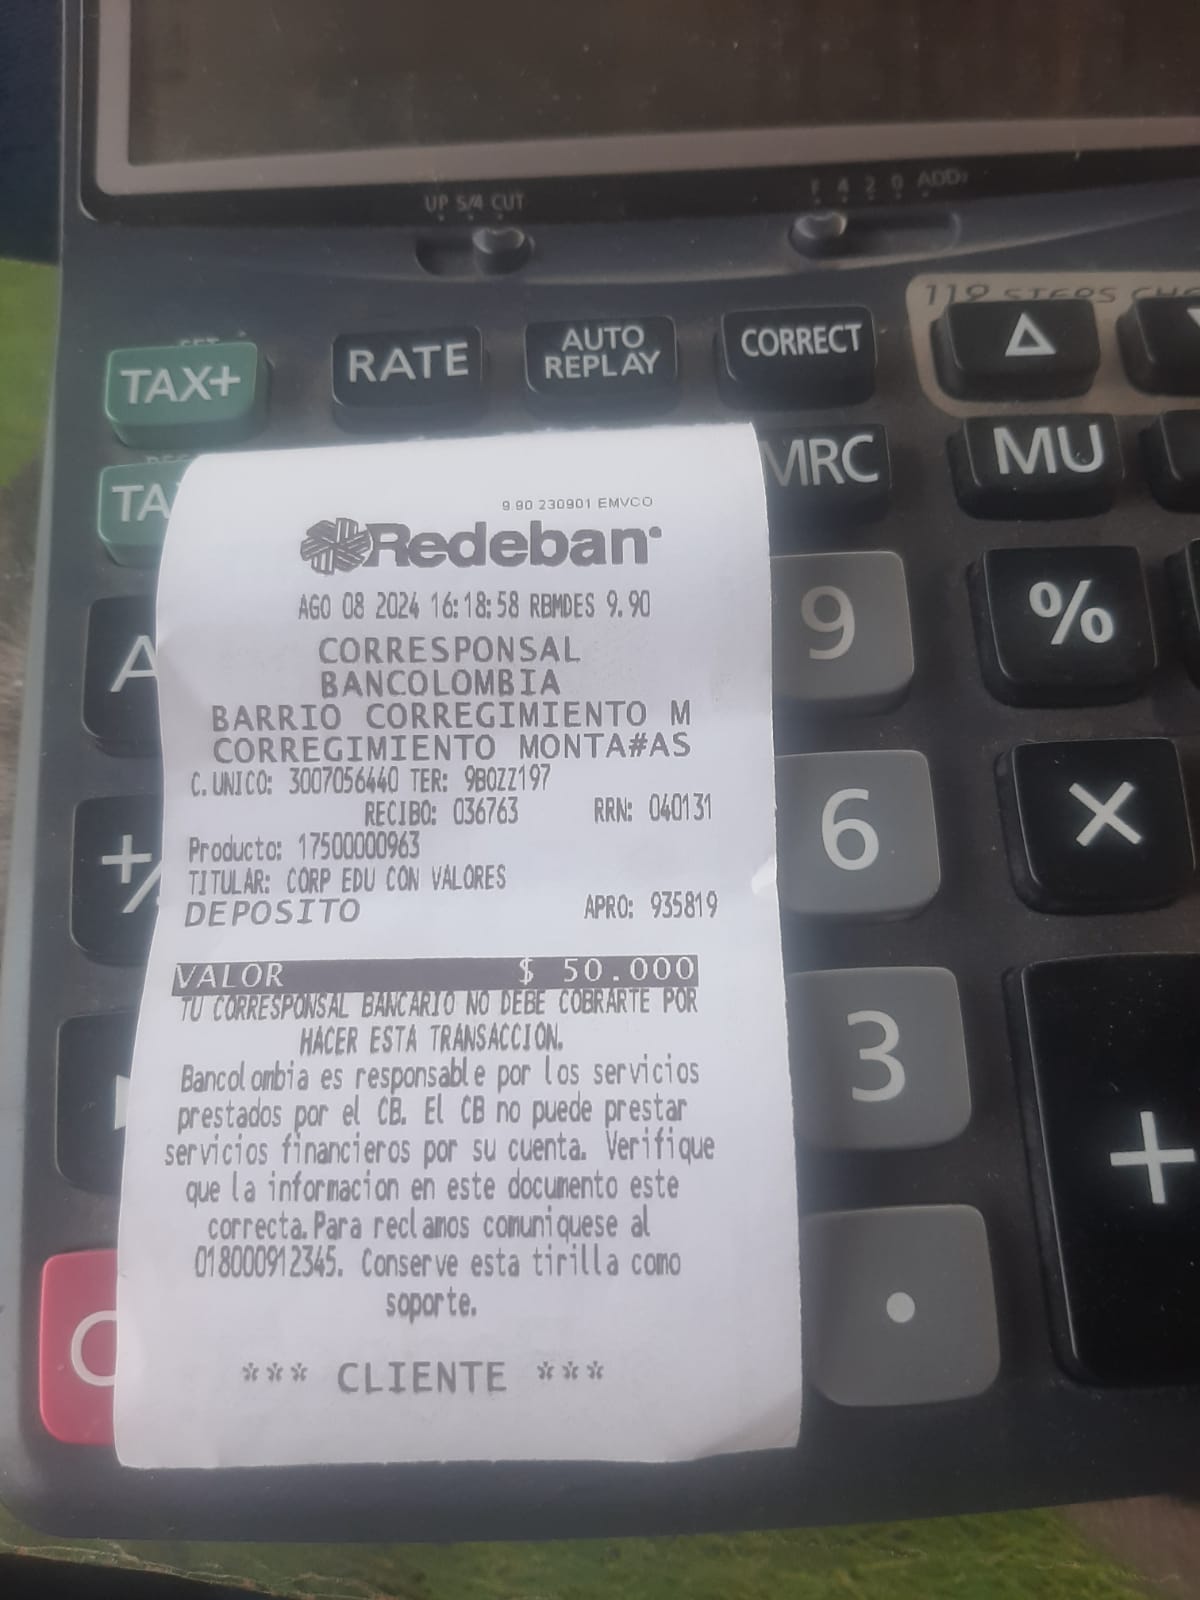 UP 5/4 CUT
F 4 2 0 ADD2
TAX+
RATE
AUTO
REPLAY
CORRECT
Δ
MRC
MU
9
%
6
×
3
+
.
+/
9.90 230901 EMVCO
Redeban
AGO 08 2024 16:18:58 RBMDES 9.90
CORRESPONSAL
BANCOLOMBIA
BARRIO CORREGIMIENTO M
CORREGIMIENTO MONTA#AS
C. UNICO: 3007056440 TER: 9B0ZZ197
RECIBO: 036763 RRN: 040131
Producto: 17500000963
TITULAR: CORP EDU CON VALORES
DEPOSITO APRO: 935819
VALOR $ 50.000
TU CORRESPONSAL BANCARIO NO DEBE COBRARTE POR
HACER ESTA TRANSACCION.
Bancolombia es responsable por los servicios
prestados por el CB. El CB no puede prestar
servicios financieros por su cuenta. Verifique
que la informacion en este documento este
correcta.Para reclamos comuniquese al
018000912345. Conserve esta tirilla como
soporte.
*** CLIENTE ***